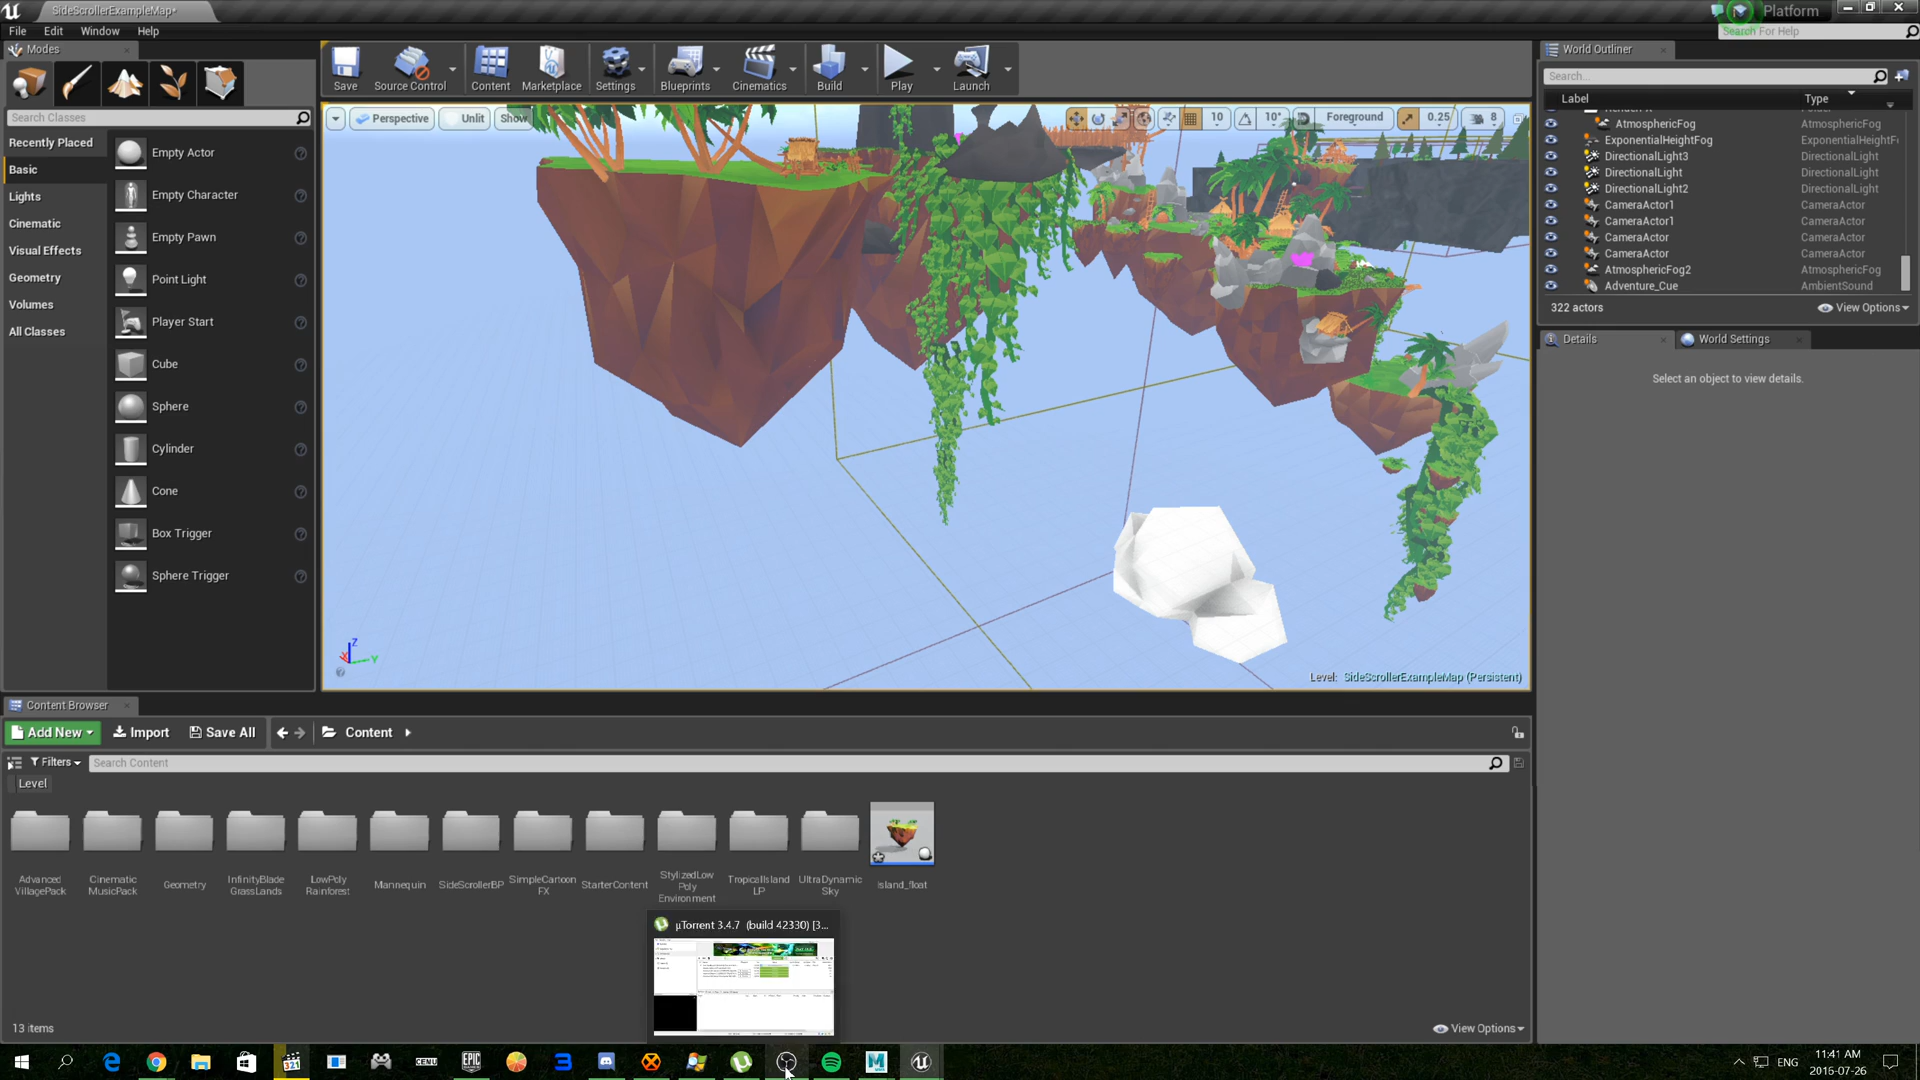 SideScrollerExampleMap*
Platform
File Edit Window Help
Search For Help
Modes
Search Classes
Recently Placed
Basic
Lights
Cinematic
Visual Effects
Geometry
Volumes
All Classes
Empty Actor
Empty Character
Empty Pawn
Point Light
Player Start
Cube
Sphere
Cylinder
Cone
Box Trigger
Sphere Trigger
Save Source Control Content Marketplace Settings Blueprints Cinematics Build Play Launch
Perspective Unlit Show 10 10° Foreground 0.25 8
Z
Y
X
Level: SideScrollerExampleMap (Persistent)
World Outliner
Search...
Label Type
AtmosphericFog AtmosphericFog
ExponentialHeightFog ExponentialHeightF
DirectionalLight3 DirectionalLight
DirectionalLight DirectionalLight
DirectionalLight2 DirectionalLight
CameraActor1 CameraActor
CameraActor1 CameraActor
CameraActor CameraActor
CameraActor CameraActor
AtmosphericFog2 AtmosphericFog
Adventure_Cue AmbientSound
322 actors View Options
Details World Settings
Select an object to view details.
Content Browser
Add New Import Save All Content
Filters Search Content
Level
Advanced VillagePack
Cinematic MusicPack
Geometry
InfinityBlade GrassLands
LowPoly Rainforest
Mannequin
SideScrollerBP
SimpleCartoon FX
StarterContent
StylizedLow Poly Environment
TropicalIsland LP
UltraDynamic Sky
Island_float
µTorrent 3.4.7 (build 42330) [3...
13 items View Options
321
CEMU
EPIC GAMES
ENG
11:41 AM
2016-07-26